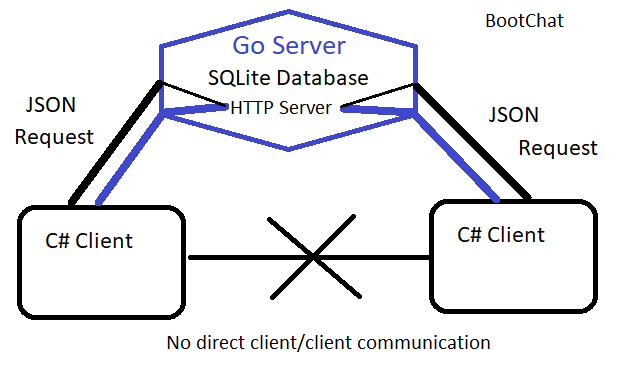 BootChat
Go Server
SQLite Database
HTTP Server
JSON
Request
JSON
Request
C# Client
C# Client
No direct client/client communication